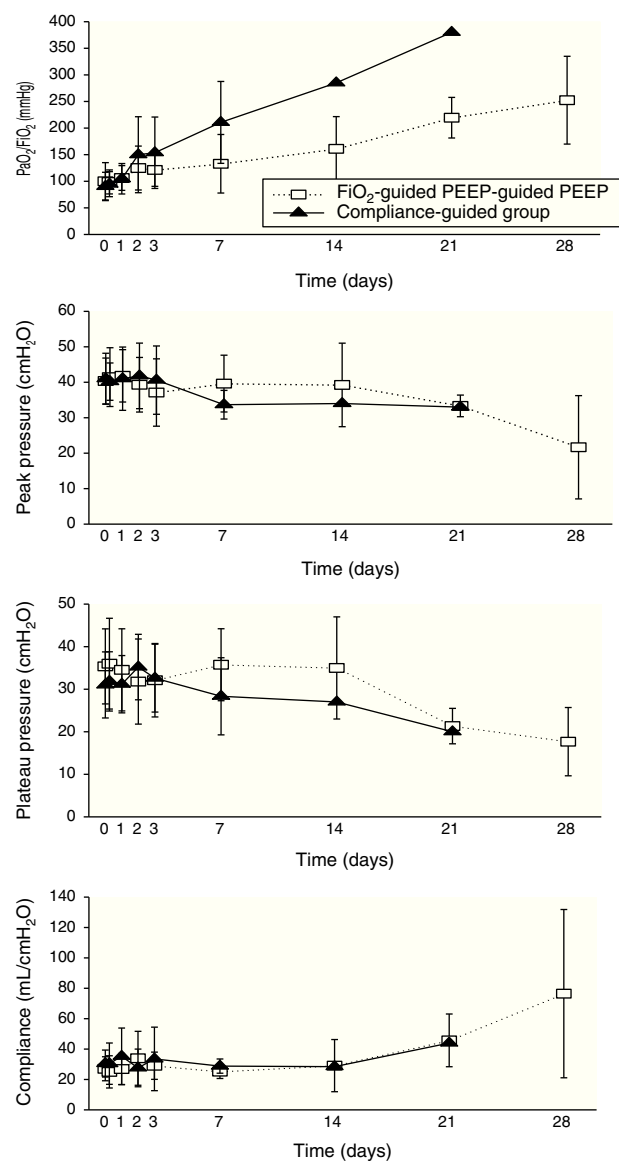 400
350
300
250
200
150
100
50
0
PaO₂/FiO₂ (mmHg)
FiO₂-guided PEEP-guided PEEP
Compliance-guided group
0 1 2 3 7 14 21 28
Time (days)
60
50
40
30
20
10
0
Peak pressure (cmH₂O)
0 1 2 3 7 14 21 28
Time (days)
50
40
30
20
10
0
Plateau pressure (cmH₂O)
0 1 2 3 7 14 21 28
Time (days)
140
120
100
80
60
40
20
0
Compliance (mL/cmH₂O)
0 1 2 3 7 14 21 28
Time (days)